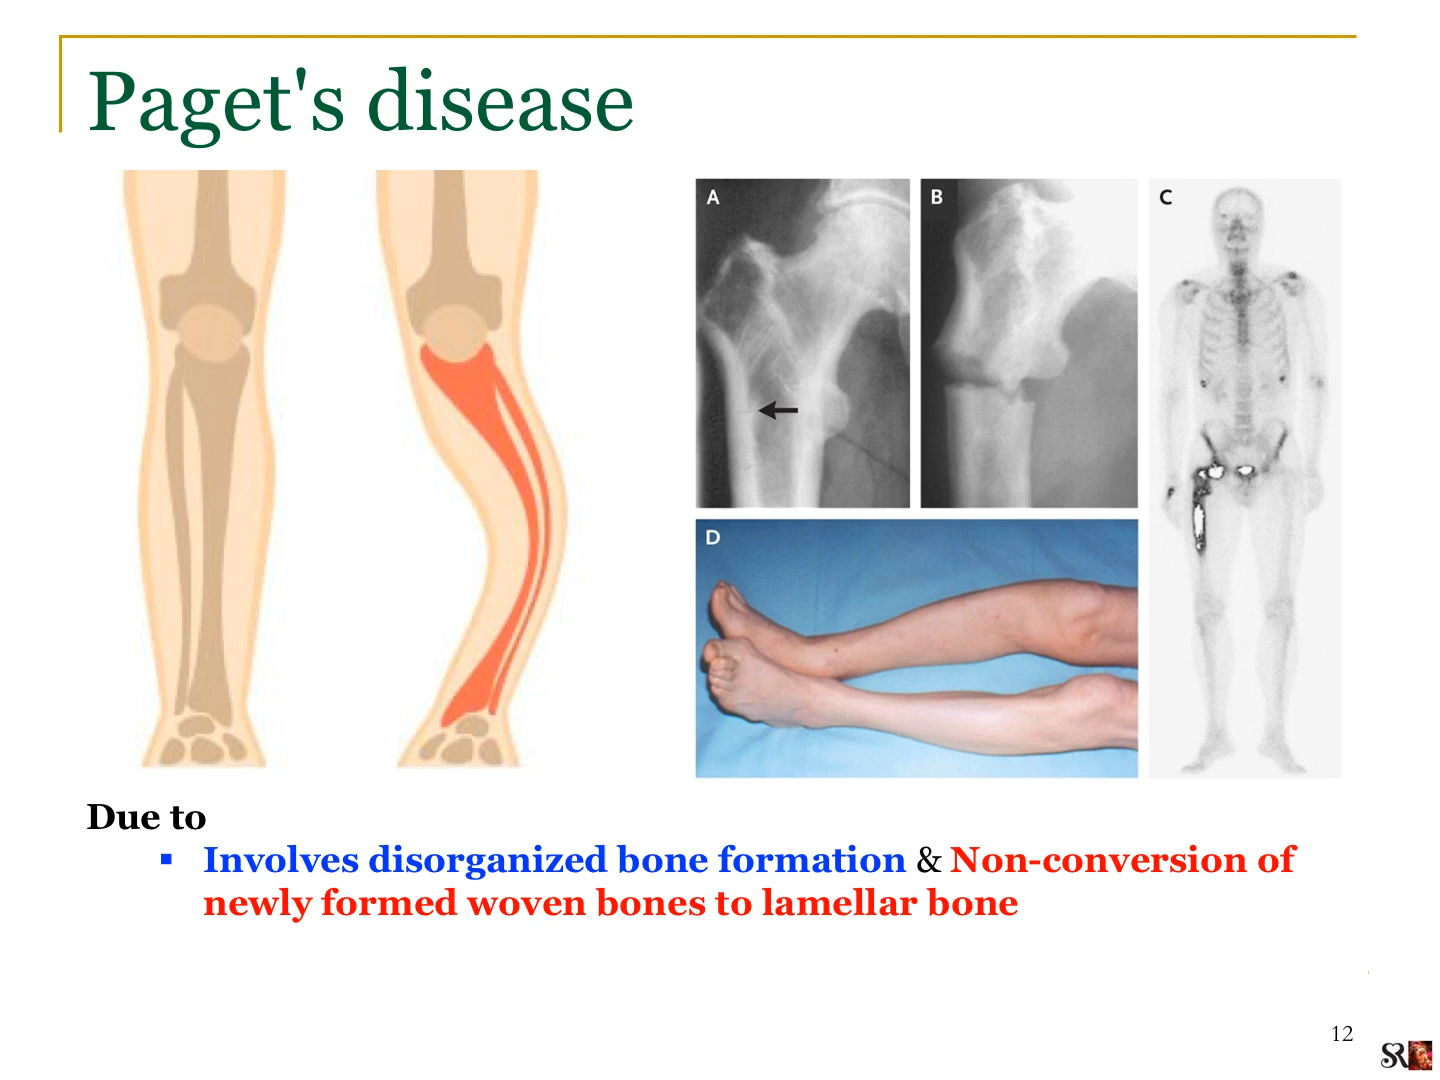 Paget's disease
A
B
C
D
Due to
▪ Involves disorganized bone formation & Non-conversion of
newly formed woven bones to lamellar bone
12
SR